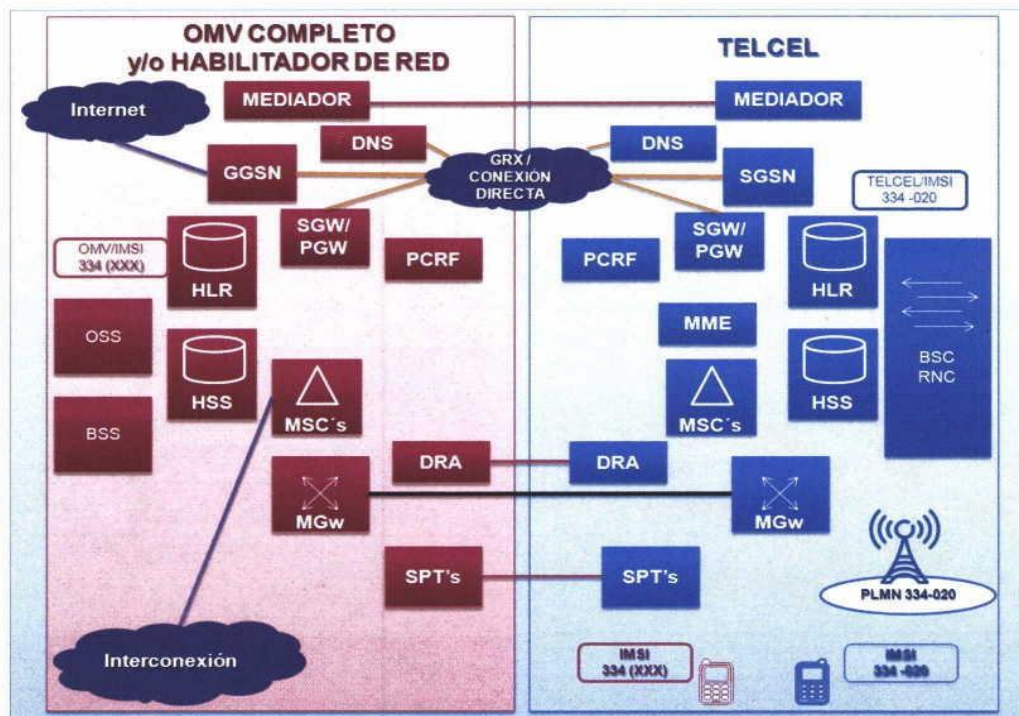 OMV COMPLETO
y/o HABILITADOR DE RED
Internet
MEDIADOR
DNS
GGSN
GRX /
CONEXIÓN
DIRECTA
SGW/
PGW
OMV/IMSI
334 (XXX)
HLR
PCRF
OSS
HSS
MSC´s
BSS
DRA
MGw
SPT's
Interconexión
TELCEL
MEDIADOR
DNS
SGSN
TELCEL/IMSI
334 -020
SGW/
PGW
PCRF
HLR
MME
BSC
RNC
MSC´s
HSS
DRA
MGw
SPT's
PLMN 334-020
IMSI
334 (XXX)
IMSI
334 -020